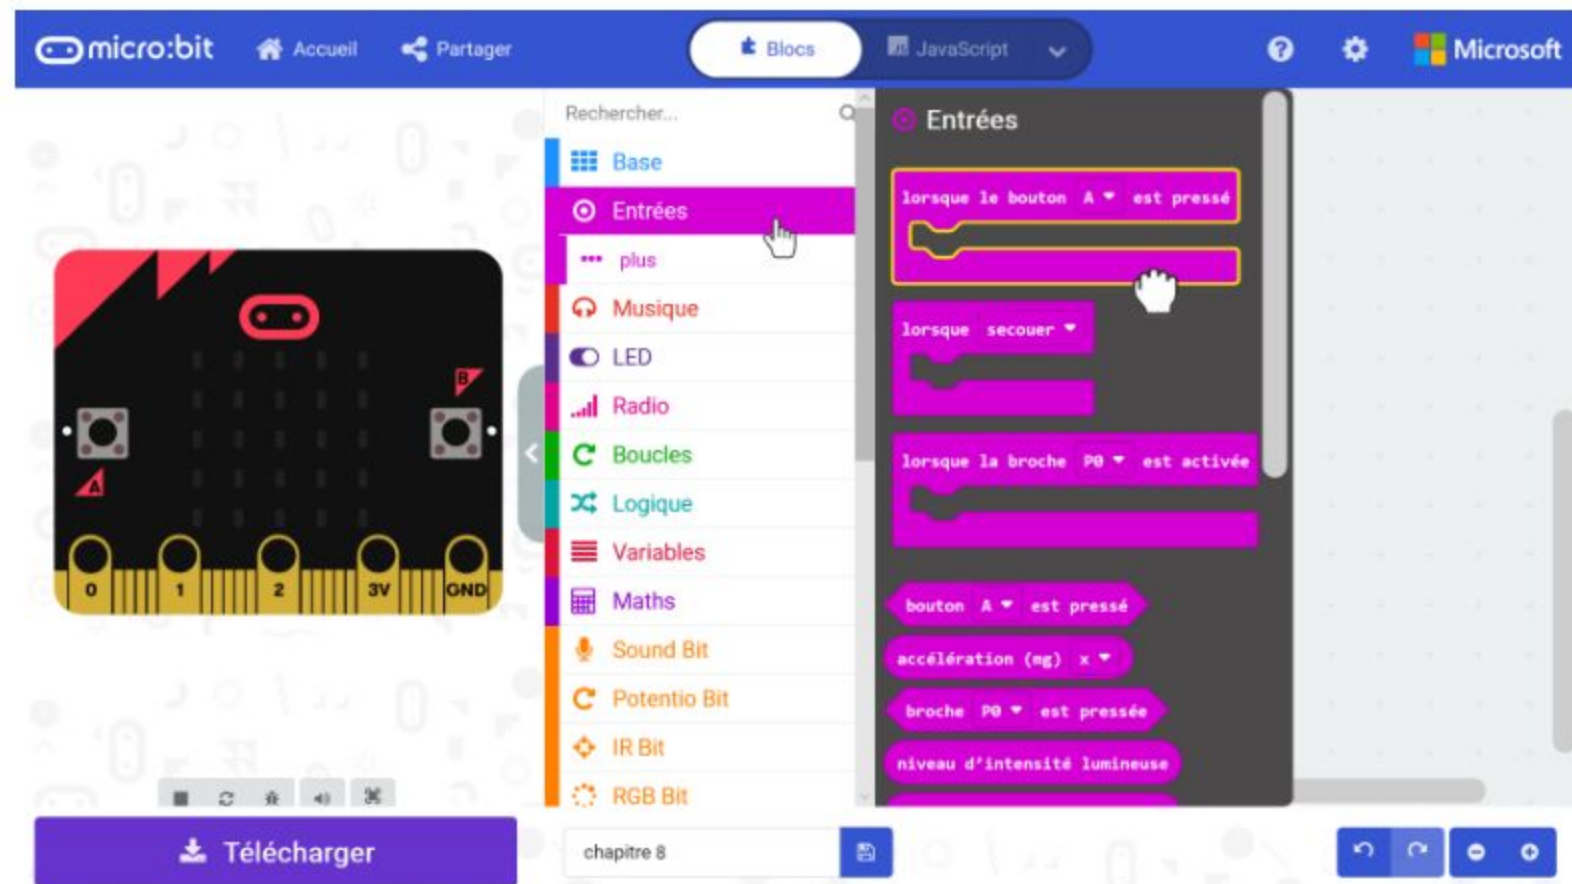 micro:bit Accueil Partager Blocs JavaScript Microsoft
Rechercher...
Base
Entrées
plus
Musique
LED
Radio
Boucles
Logique
Variables
Maths
Sound Bit
Potentio Bit
IR Bit
RGB Bit
Entrées
lorsque le bouton A est pressé
lorsque secouer
lorsque la broche P0 est activée
bouton A est pressé
accélération (mg) x
broche P0 est pressée
niveau d'intensité lumineuse
B
A
0 1 2 3V GND
Télécharger
chapitre 8